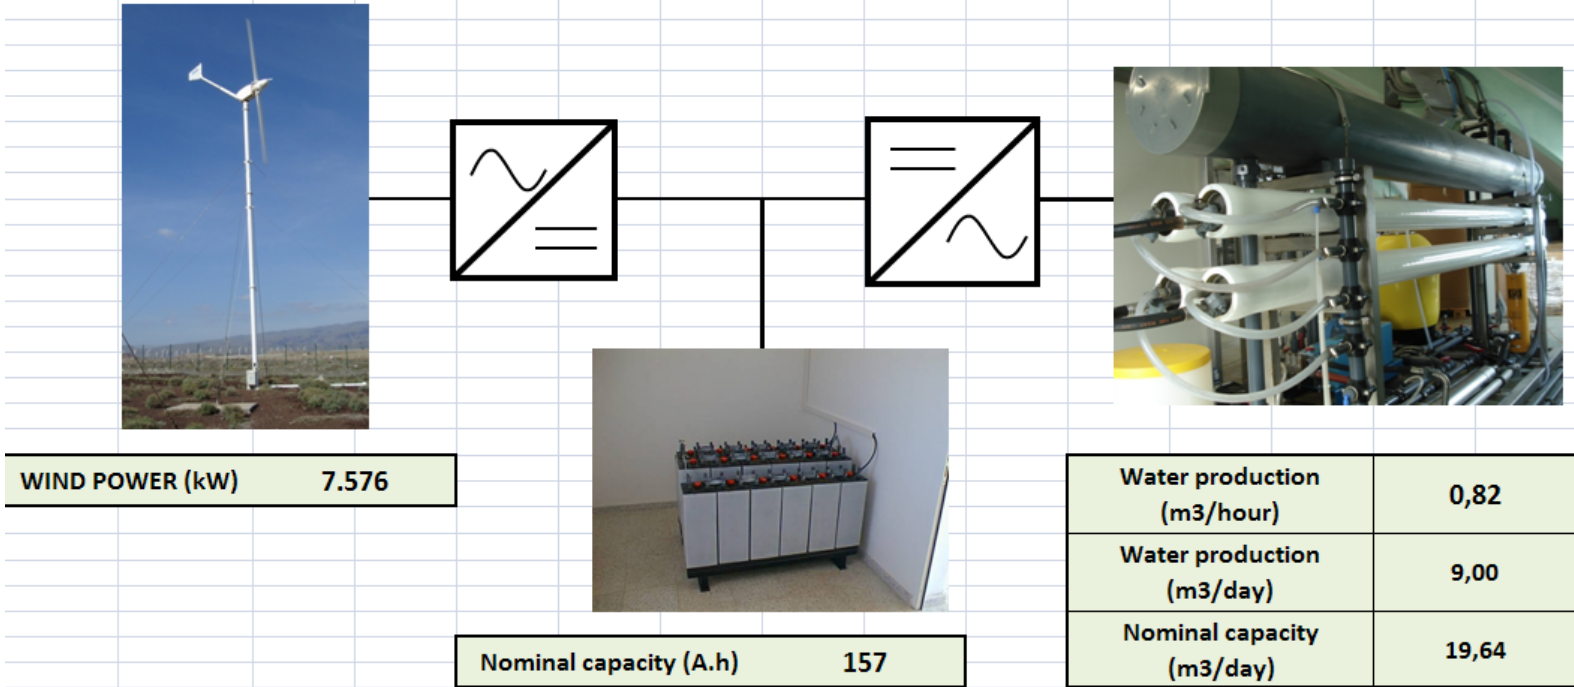 WIND POWER (kW) 7.576
Nominal capacity (A.h) 157
Water production
(m3/hour) 0,82
Water production
(m3/day) 9,00
Nominal capacity
(m3/day) 19,64